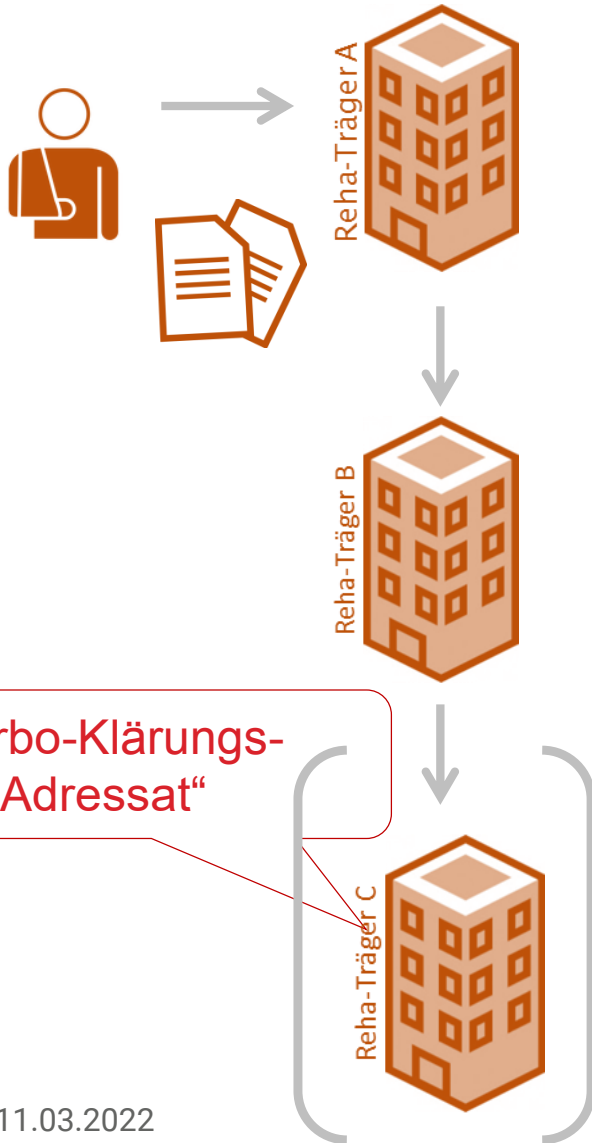 Reha-Träger A
Reha-Träger B
rbo-Klärungs-
Adressat“
Reha-Träger C
11.03.2022